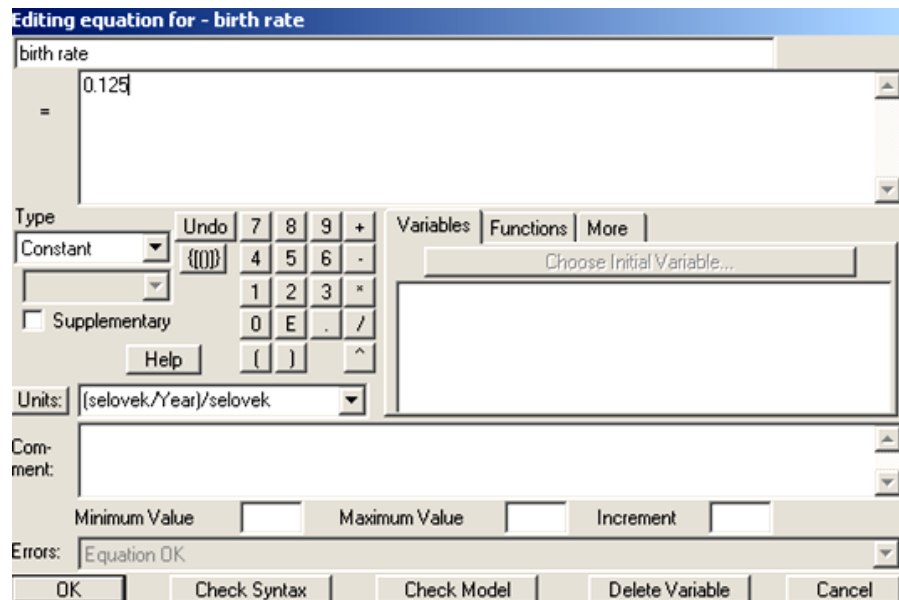 Editing equation for - birth rate
birth rate
0.125
=
Type
Undo 7 8 9 + Variables Functions More
Constant {[()]} 4 5 6 - Choose Initial Variable...
1 2 3 *
Supplementary 0 E . /
Help ( ) ^
Units: (selovek/Year)/selovek
Com-
ment:
Minimum Value Maximum Value Increment
Errors: Equation OK
OK Check Syntax Check Model Delete Variable Cancel